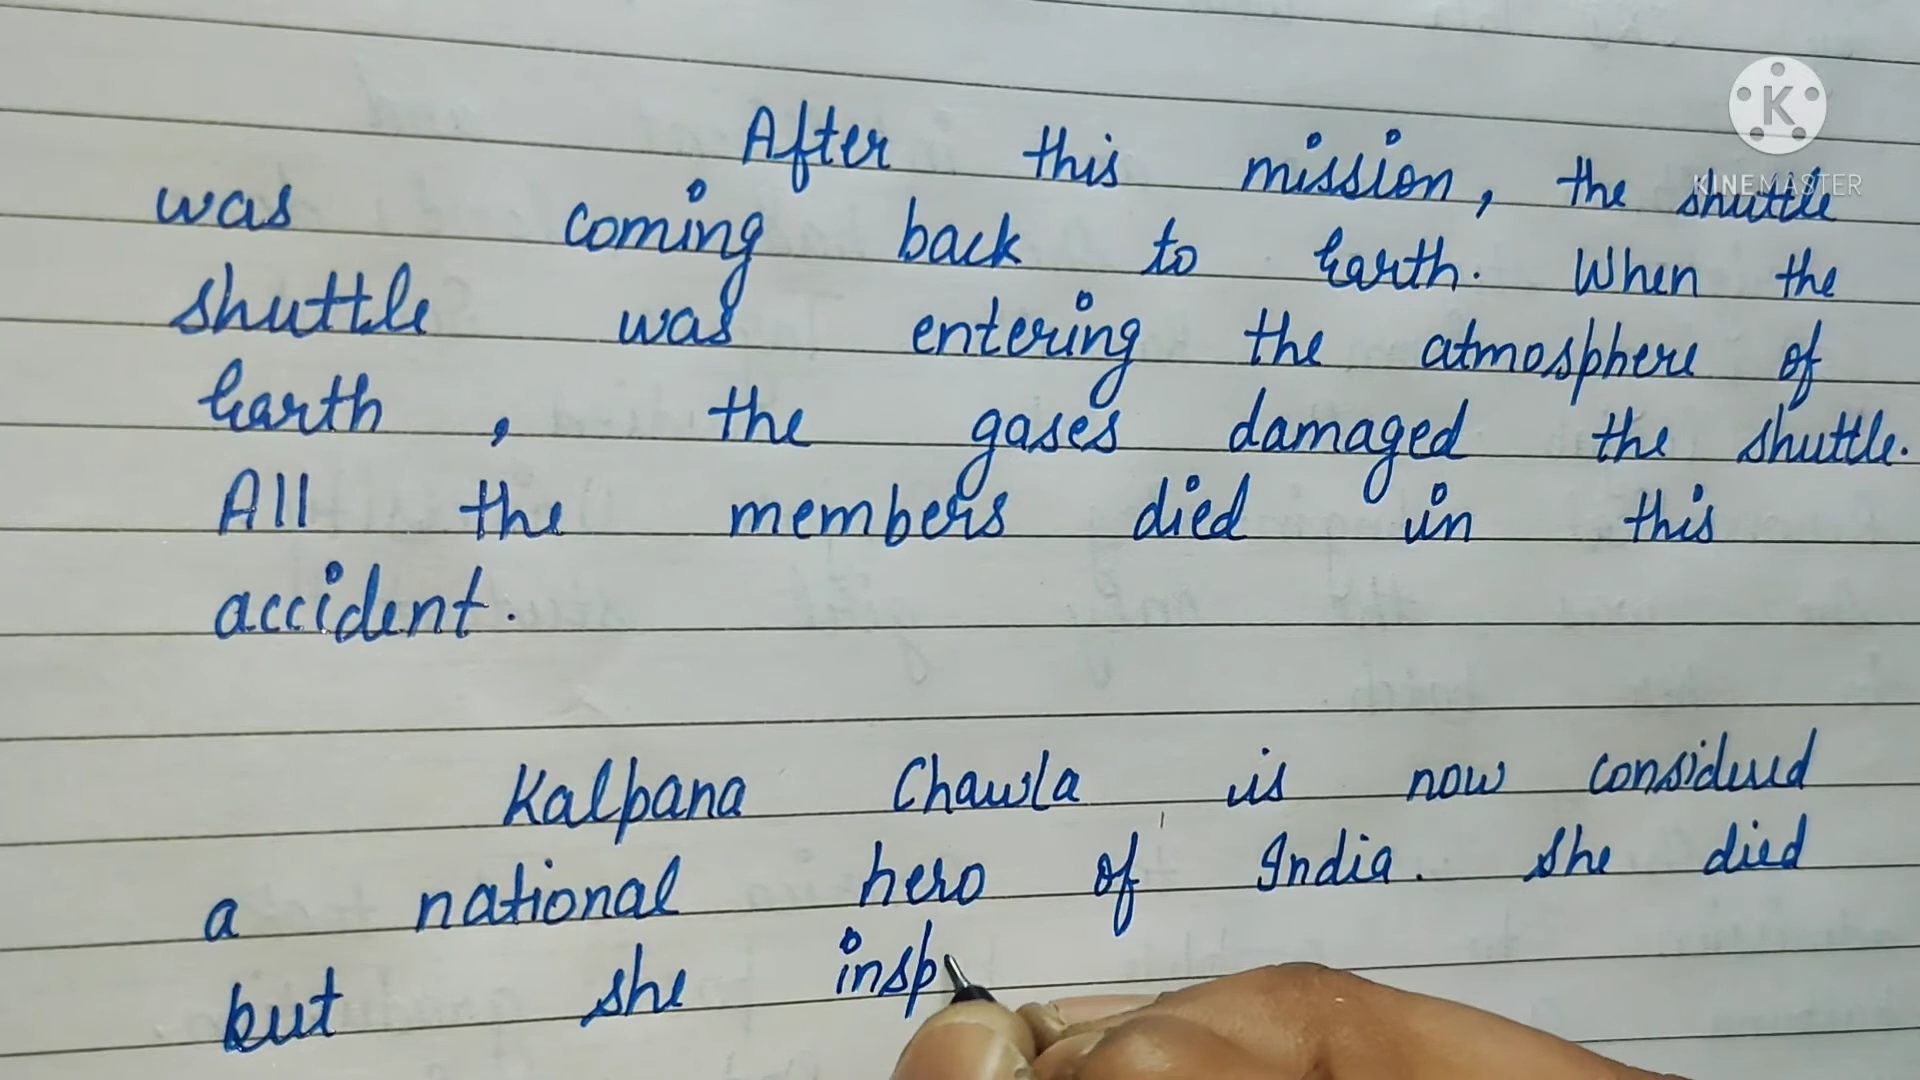 After this mission, the shuttle
was coming back to Earth. When the
shuttle was entering the atmosphere of
Earth, the gases damaged the shuttle.
All the members died in this
accident.
Kalpana Chawla is now considered
a national hero of India. She died
but she insp
KINEMASTER